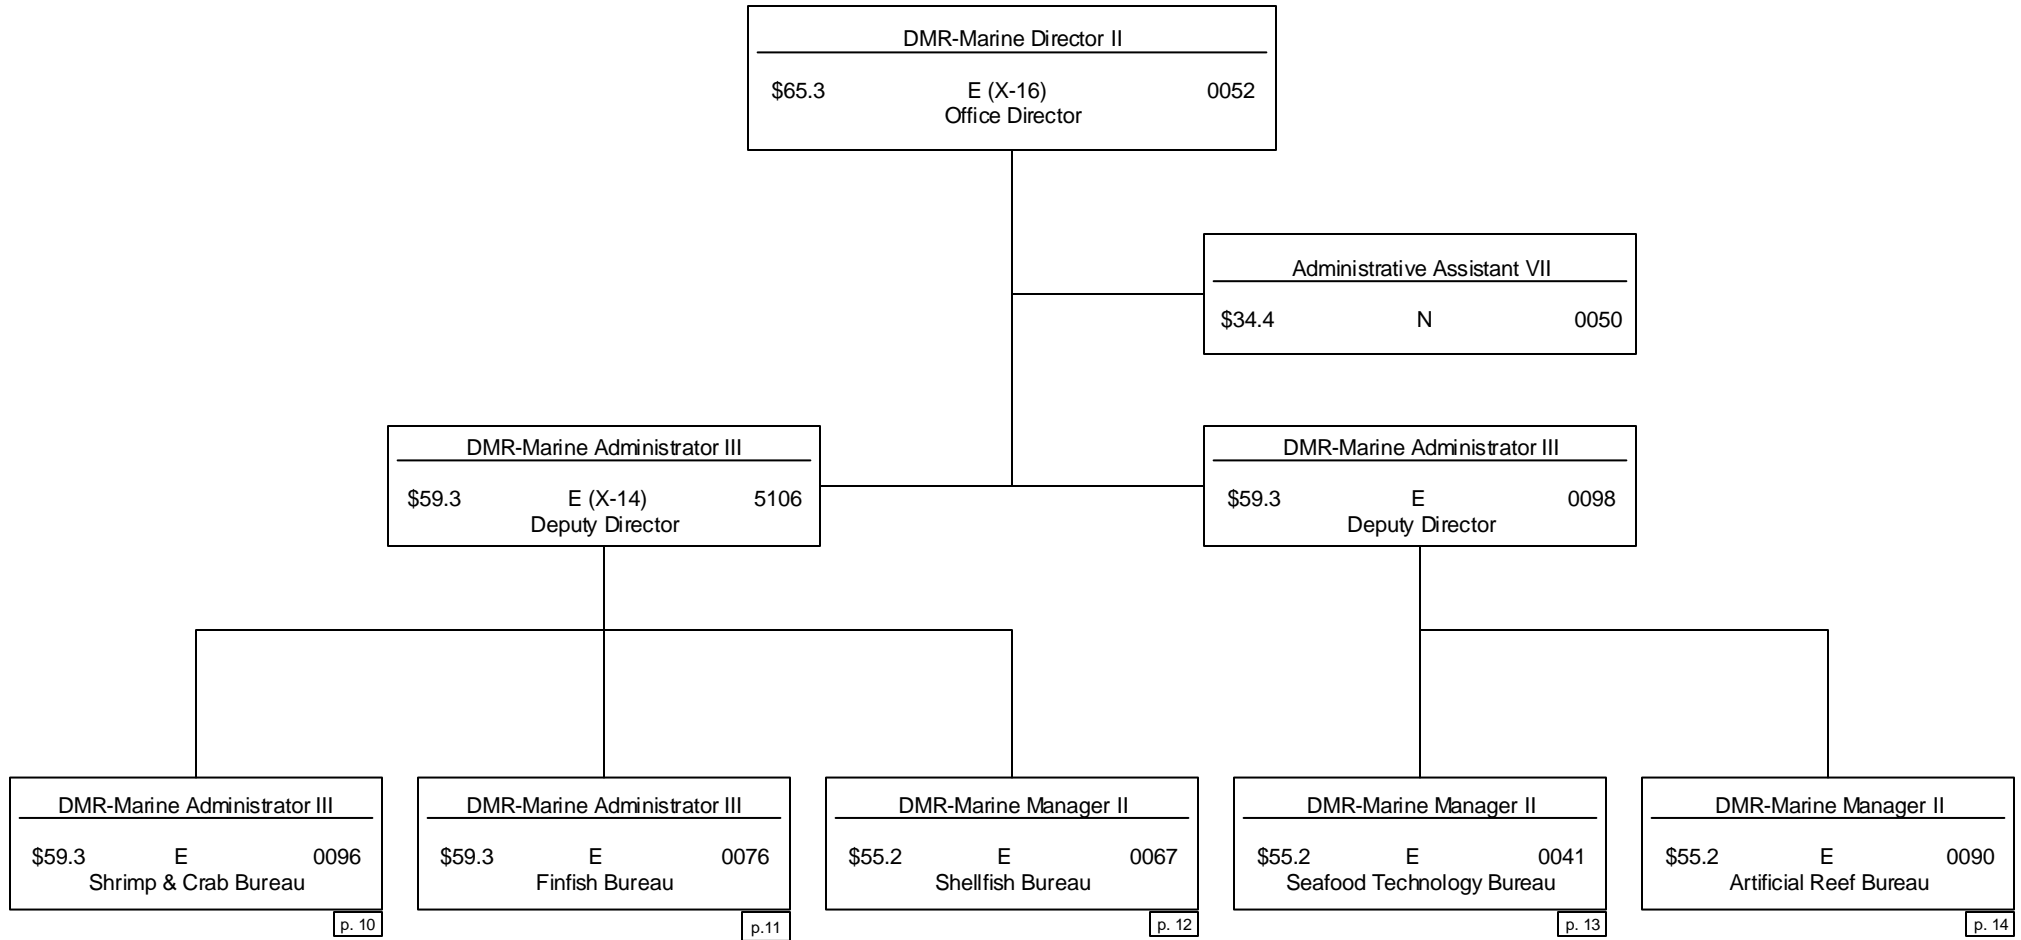 DMR-Marine Director II
$65.3 E (X-16) 0052
Office Director
Administrative Assistant VII
$34.4 N 0050
DMR-Marine Administrator III
$59.3 E (X-14) 5106
Deputy Director
DMR-Marine Administrator III
$59.3 E 0098
Deputy Director
DMR-Marine Administrator III
$59.3 E 0096
Shrimp & Crab Bureau
p. 10
DMR-Marine Administrator III
$59.3 E 0076
Finfish Bureau
p.11
DMR-Marine Manager II
$55.2 E 0067
Shellfish Bureau
p. 12
DMR-Marine Manager II
$55.2 E 0041
Seafood Technology Bureau
p. 13
DMR-Marine Manager II
$55.2 E 0090
Artificial Reef Bureau
p. 14